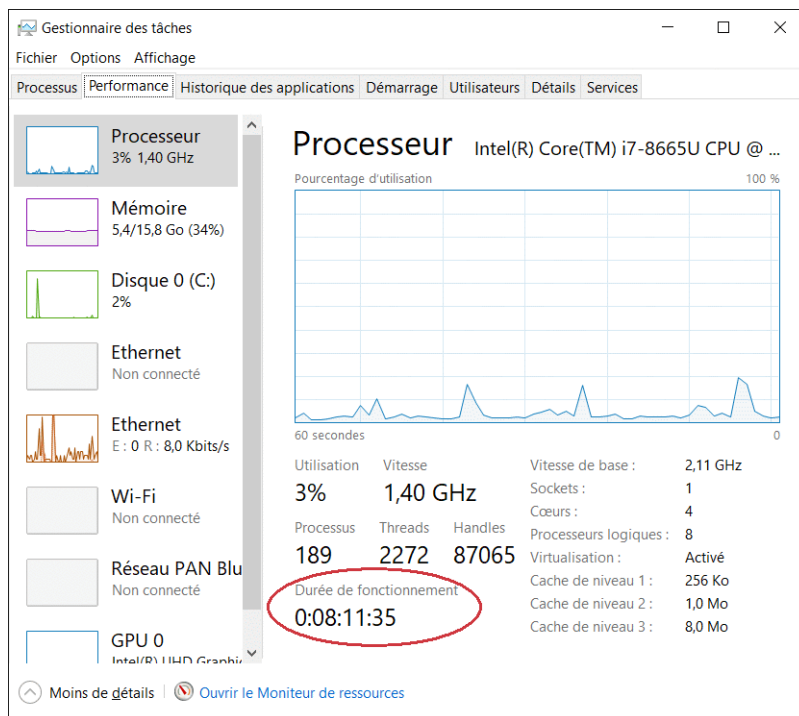 Gestionnaire des tâches
Fichier Options Affichage
Processus Performance Historique des applications Démarrage Utilisateurs Détails Services
Processeur
3% 1,40 GHz
Mémoire
5,4/15,8 Go (34%)
Disque 0 (C:)
2%
Ethernet
Non connecté
Ethernet
E : 0 R : 8,0 Kbits/s
Wi-Fi
Non connecté
Réseau PAN Blu
Non connecté
GPU 0
Intel(R) UHD Graphi
Processeur Intel(R) Core(TM) i7-8665U CPU @ ...
Pourcentage d'utilisation 100 %
60 secondes 0
Utilisation Vitesse
3% 1,40 GHz
Processus Threads Handles
189 2272 87065
Durée de fonctionnement
0:08:11:35
Vitesse de base : 2,11 GHz
Sockets : 1
Cœurs : 4
Processeurs logiques : 8
Virtualisation : Activé
Cache de niveau 1 : 256 Ko
Cache de niveau 2 : 1,0 Mo
Cache de niveau 3 : 8,0 Mo
Moins de détails Ouvrir le Moniteur de ressources